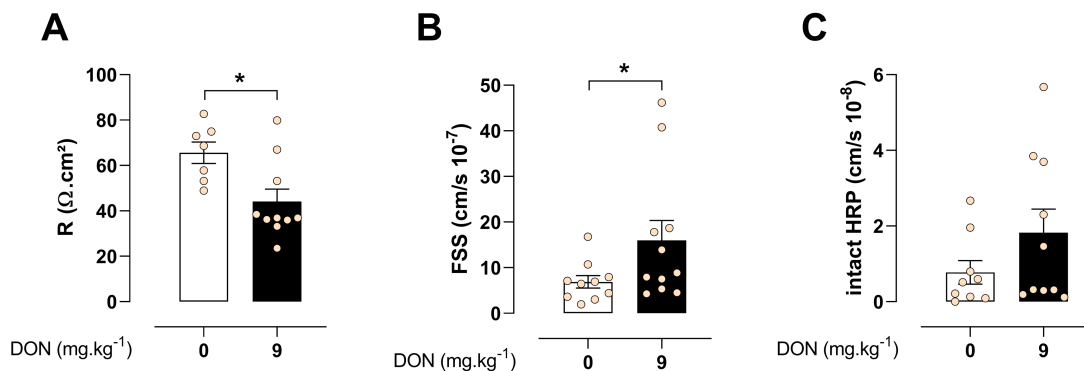 A
B
C
R (Ω.cm²)
100
80
60
40
20
0
*
DON (mg.kg⁻¹)
0
9
FSS (cm/s 10⁻⁷)
50
40
30
20
10
0
*
DON (mg.kg⁻¹)
0
9
intact HRP (cm/s 10⁻⁸)
6
4
2
0
DON (mg.kg⁻¹)
0
9